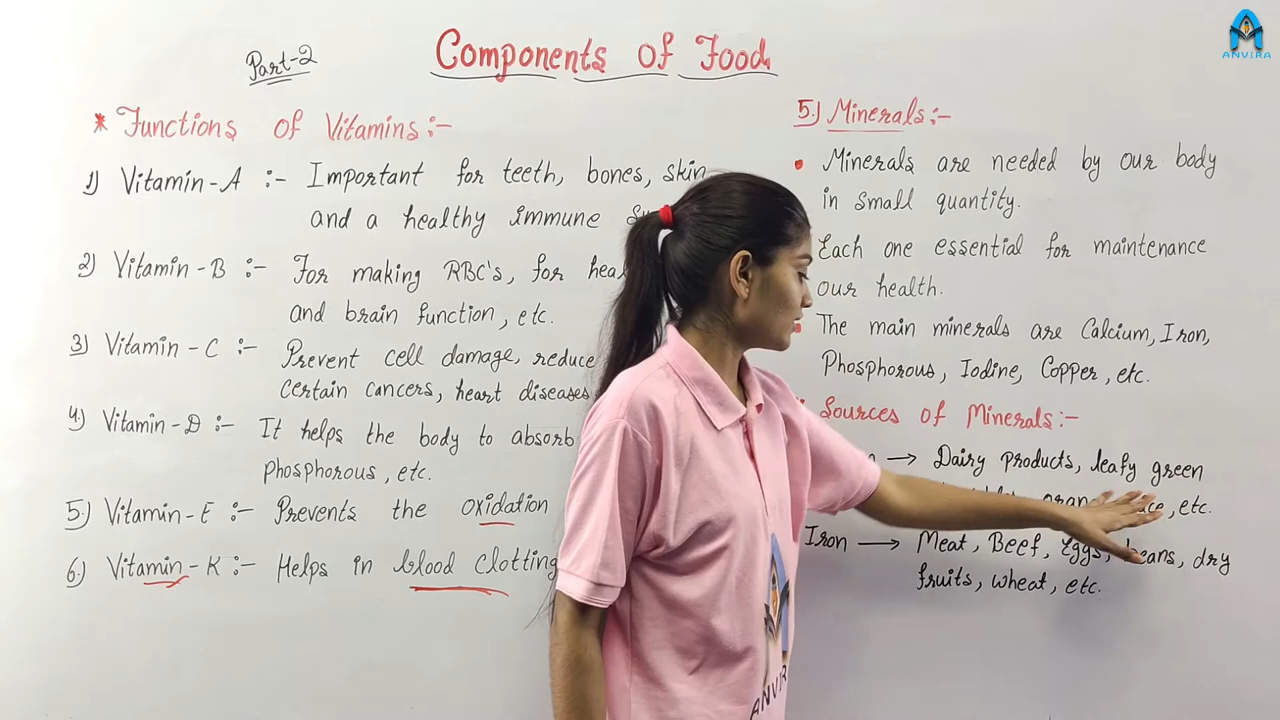 Part-2
Components of Food
* Functions of Vitamins:-
1) Vitamin-A :- Important for teeth, bones, skin
and a healthy immune
2) Vitamin-B :- For making RBC's, for
and brain function, etc.
3) Vitamin-C :- Prevent cell damage, reduce
certain cancers, heart diseases
4.) Vitamin-D :- It helps the body to absorb
phosphorous, etc.
5.) Vitamin-E :- Prevents the oxidation
6.) Vitamin-K :- Helps in blood clotting
5.) Minerals:-
• Minerals are needed by our body
in small quantity.
Each one essential for maintenance
our health.
• The main minerals are Calcium, Iron,
Phosphorous, Iodine, Copper, etc.
Sources of Minerals:-
→ Dairy products, leafy green
, etc.
Iron → Meat, Beef, Eggs, beans, dry
fruits, wheat, etc.
ANVIRA
ANVIRA